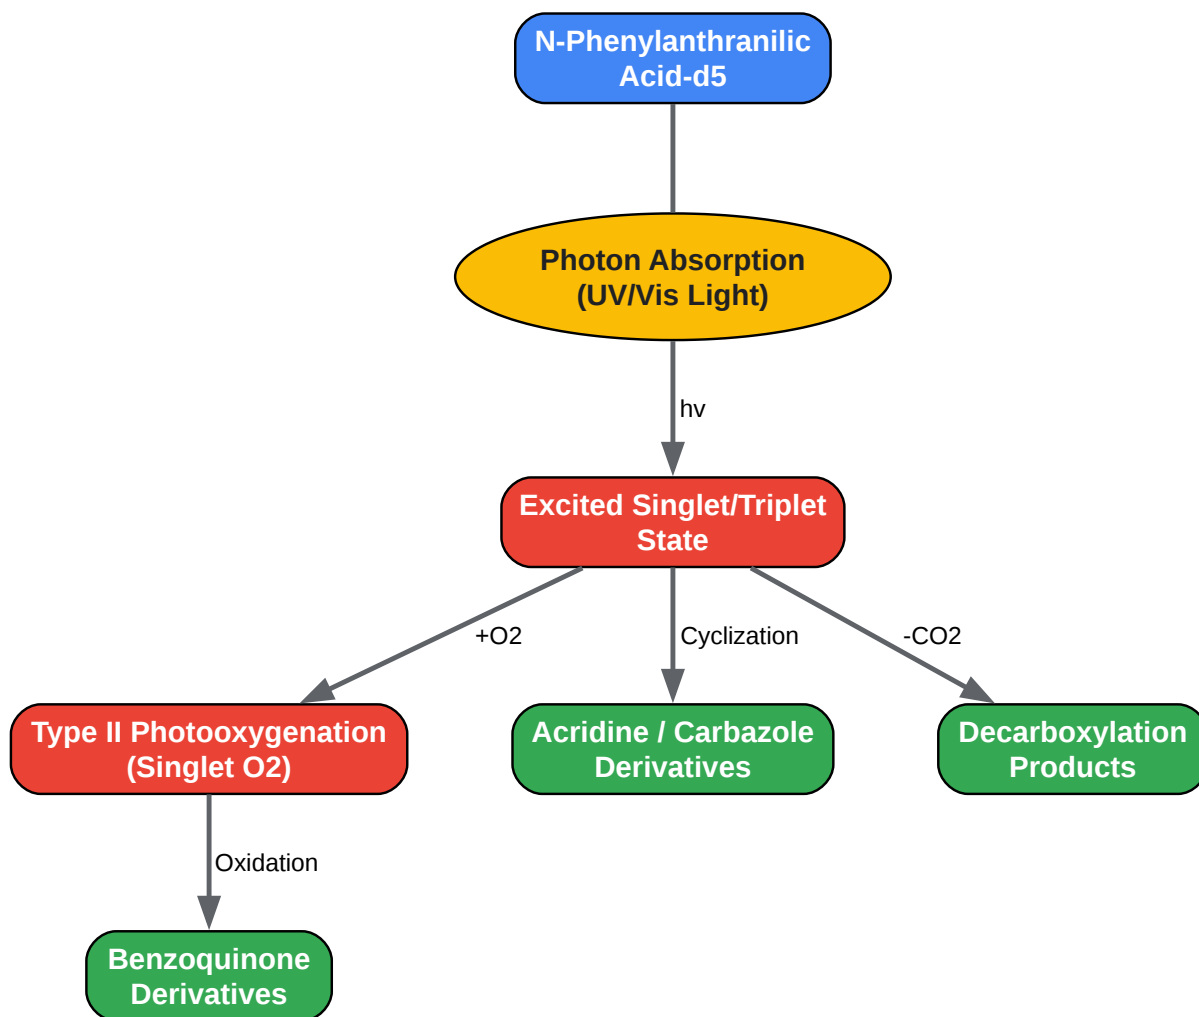 N-Phenylanthranilic
Acid-d5
Photon Absorption
(UV/Vis Light)
hv
Excited Singlet/Triplet
State
+O2
Cyclization
-CO2
Type II Photooxygenation
(Singlet O2)
Acridine / Carbazole
Derivatives
Decarboxylation
Products
Oxidation
Benzoquinone
Derivatives